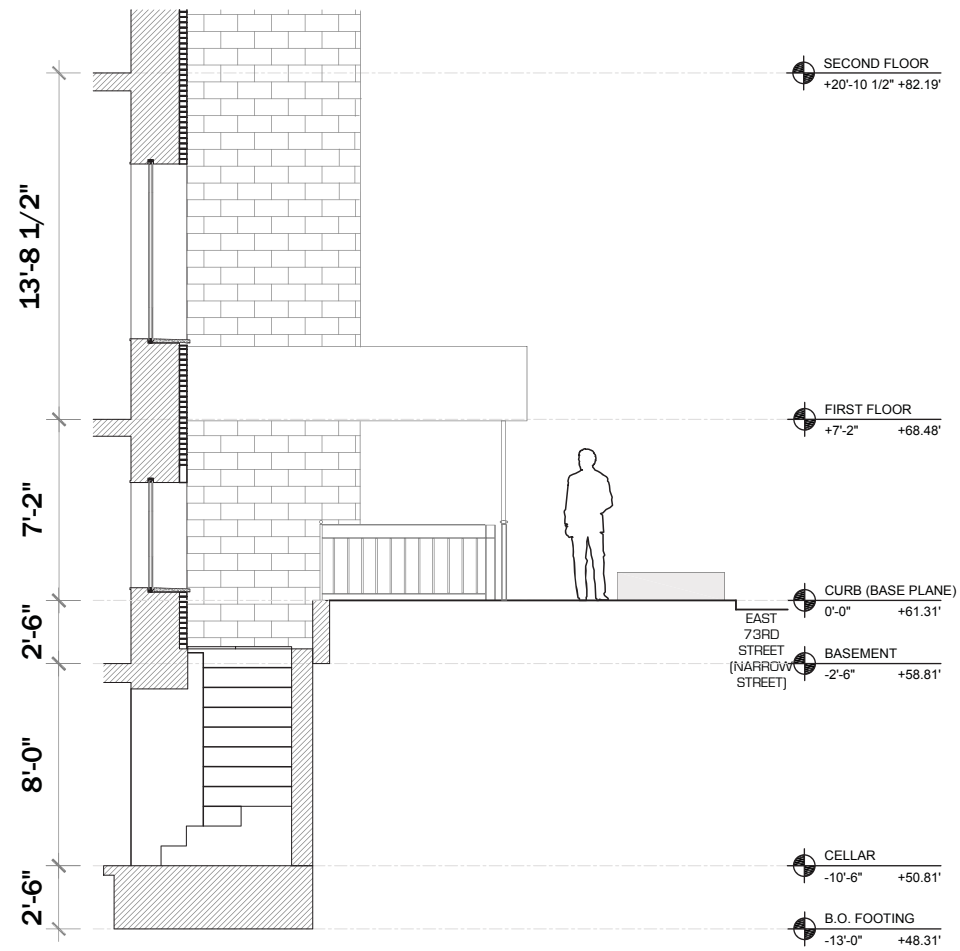 SECOND FLOOR
+20'-10 1/2" +82.19'
13'-8 1/2"
FIRST FLOOR
+7'-2" +68.48'
7'-2"
CURB (BASE PLANE)
0'-0" +61.31'
EAST
73RD
STREET
(NARROW
STREET)
2'-6"
BASEMENT
-2'-6" +58.81'
8'-0"
CELLAR
-10'-6" +50.81'
2'-6"
B.O. FOOTING
-13'-0" +48.31'